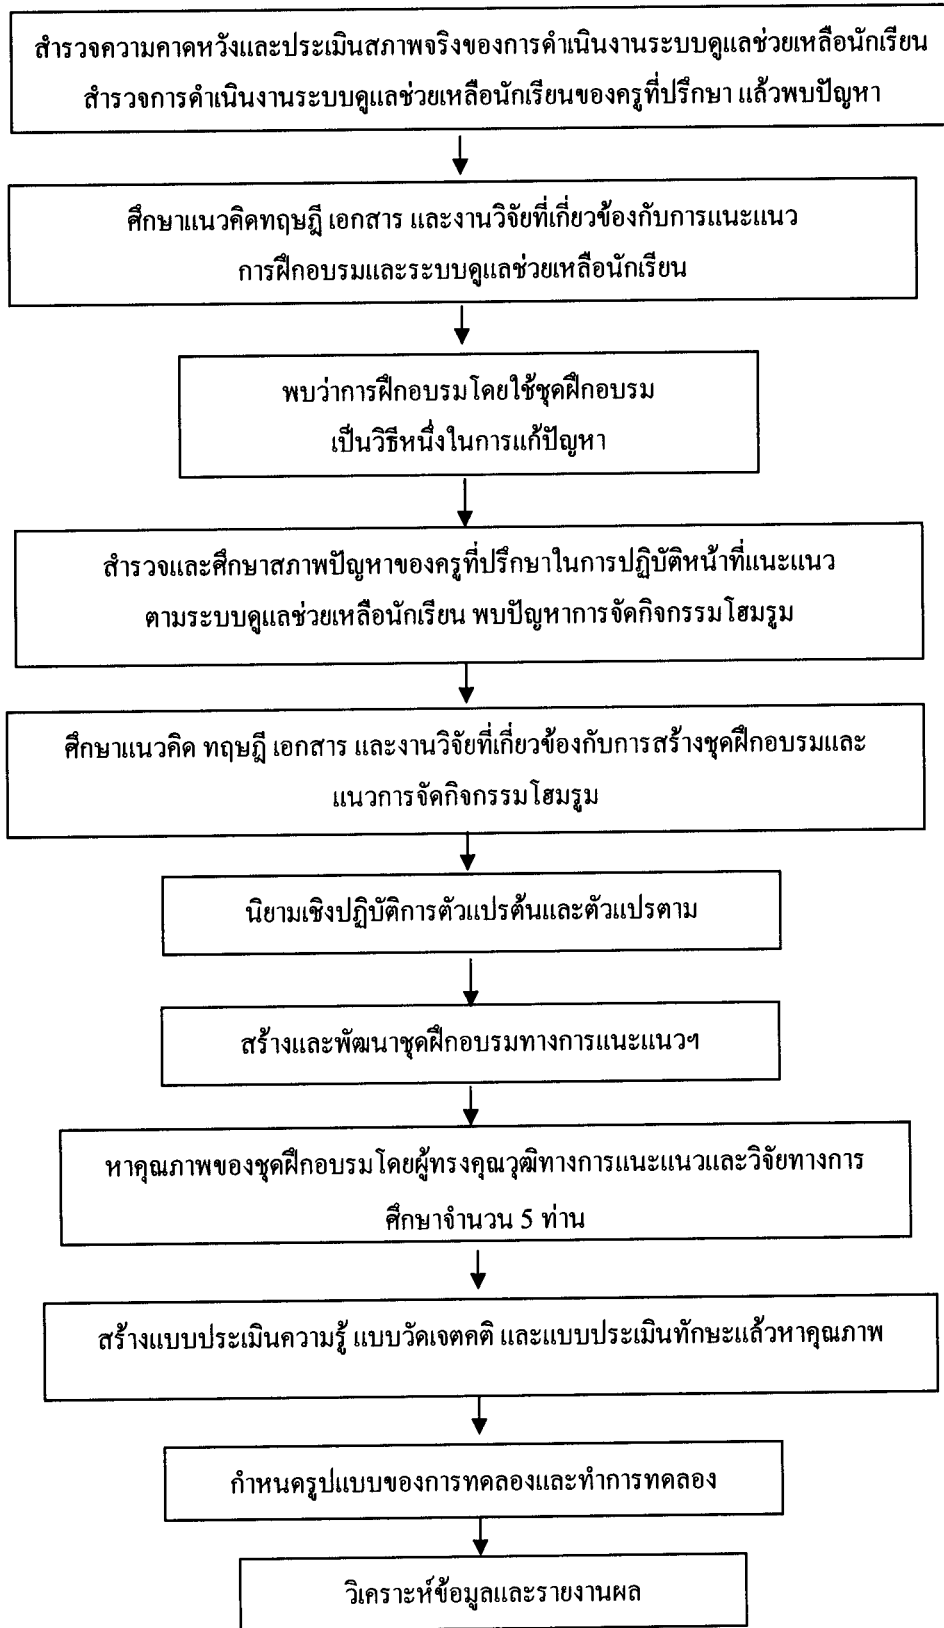 สำรวจความคาดหวังและประเมินสภาพจริงของการดำเนินงานระบบดูแลช่วยเหลือนักเรียน
สำรวจการดำเนินงานระบบดูแลช่วยเหลือนักเรียนของครูที่ปรึกษา แล้วพบปัญหา
ศึกษาแนวคิดทฤษฎี เอกสาร และงานวิจัยที่เกี่ยวข้องกับการแนะแนว
การฝึกอบรมและระบบดูแลช่วยเหลือนักเรียน
พบว่าการฝึกอบรมโดยใช้ชุดฝึกอบรม
เป็นวิธีหนึ่งในการแก้ปัญหา
สำรวจและศึกษาสภาพปัญหาของครูที่ปรึกษาในการปฏิบัติหน้าที่แนะแนว
ตามระบบดูแลช่วยเหลือนักเรียน พบปัญหาการจัดกิจกรรมโฮมรูม
ศึกษาแนวคิด ทฤษฎี เอกสาร และงานวิจัยที่เกี่ยวข้องกับการสร้างชุดฝึกอบรมและ
แนวการจัดกิจกรรมโฮมรูม
นิยามเชิงปฏิบัติการตัวแปรต้นและตัวแปรตาม
สร้างและพัฒนาชุดฝึกอบรมทางการแนะแนวฯ
หาคุณภาพของชุดฝึกอบรมโดยผู้ทรงคุณวุฒิทางการแนะแนวและวิจัยทางการ
ศึกษาจำนวน 5 ท่าน
สร้างแบบประเมินความรู้ แบบวัดเจตคติ และแบบประเมินทักษะแล้วหาคุณภาพ
กำหนดรูปแบบของการทดลองและทำการทดลอง
วิเคราะห์ข้อมูลและรายงานผล